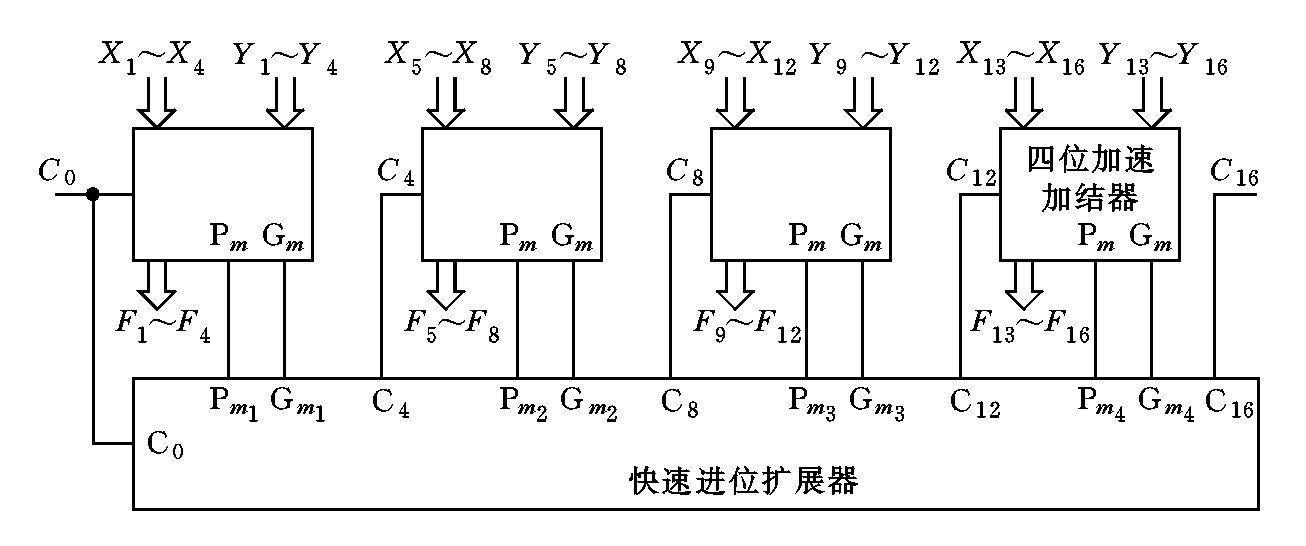 X1～X4 Y1～Y4 X5～X8 Y5～Y8 X9～X12 Y9～Y12 X13～X16 Y13～Y16
C0 C4 C8 C12 四位加速 C16
加结器
Pm Gm Pm Gm Pm Gm Pm Gm
F1～F4 F5～F8 F9～F12 F13～F16
Pm1 Gm1 C4 Pm2 Gm2 C8 Pm3 Gm3 C12 Pm4 Gm4 C16
C0
快速进位扩展器